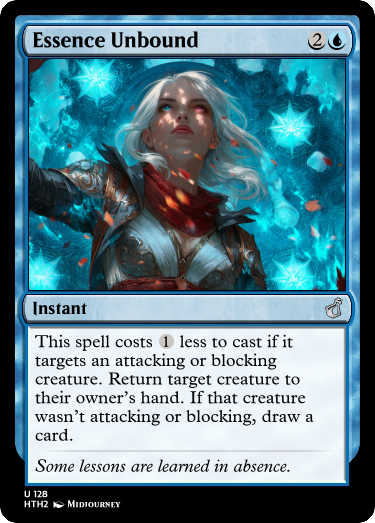 Essence Unbound 2
Instant
This spell costs 1 less to cast if it
targets an attacking or blocking
creature. Return target creature to
their owner's hand. If that creature
wasn't attacking or blocking, draw a
card.
Some lessons are learned in absence.
U 128
HTH2 Midjourney